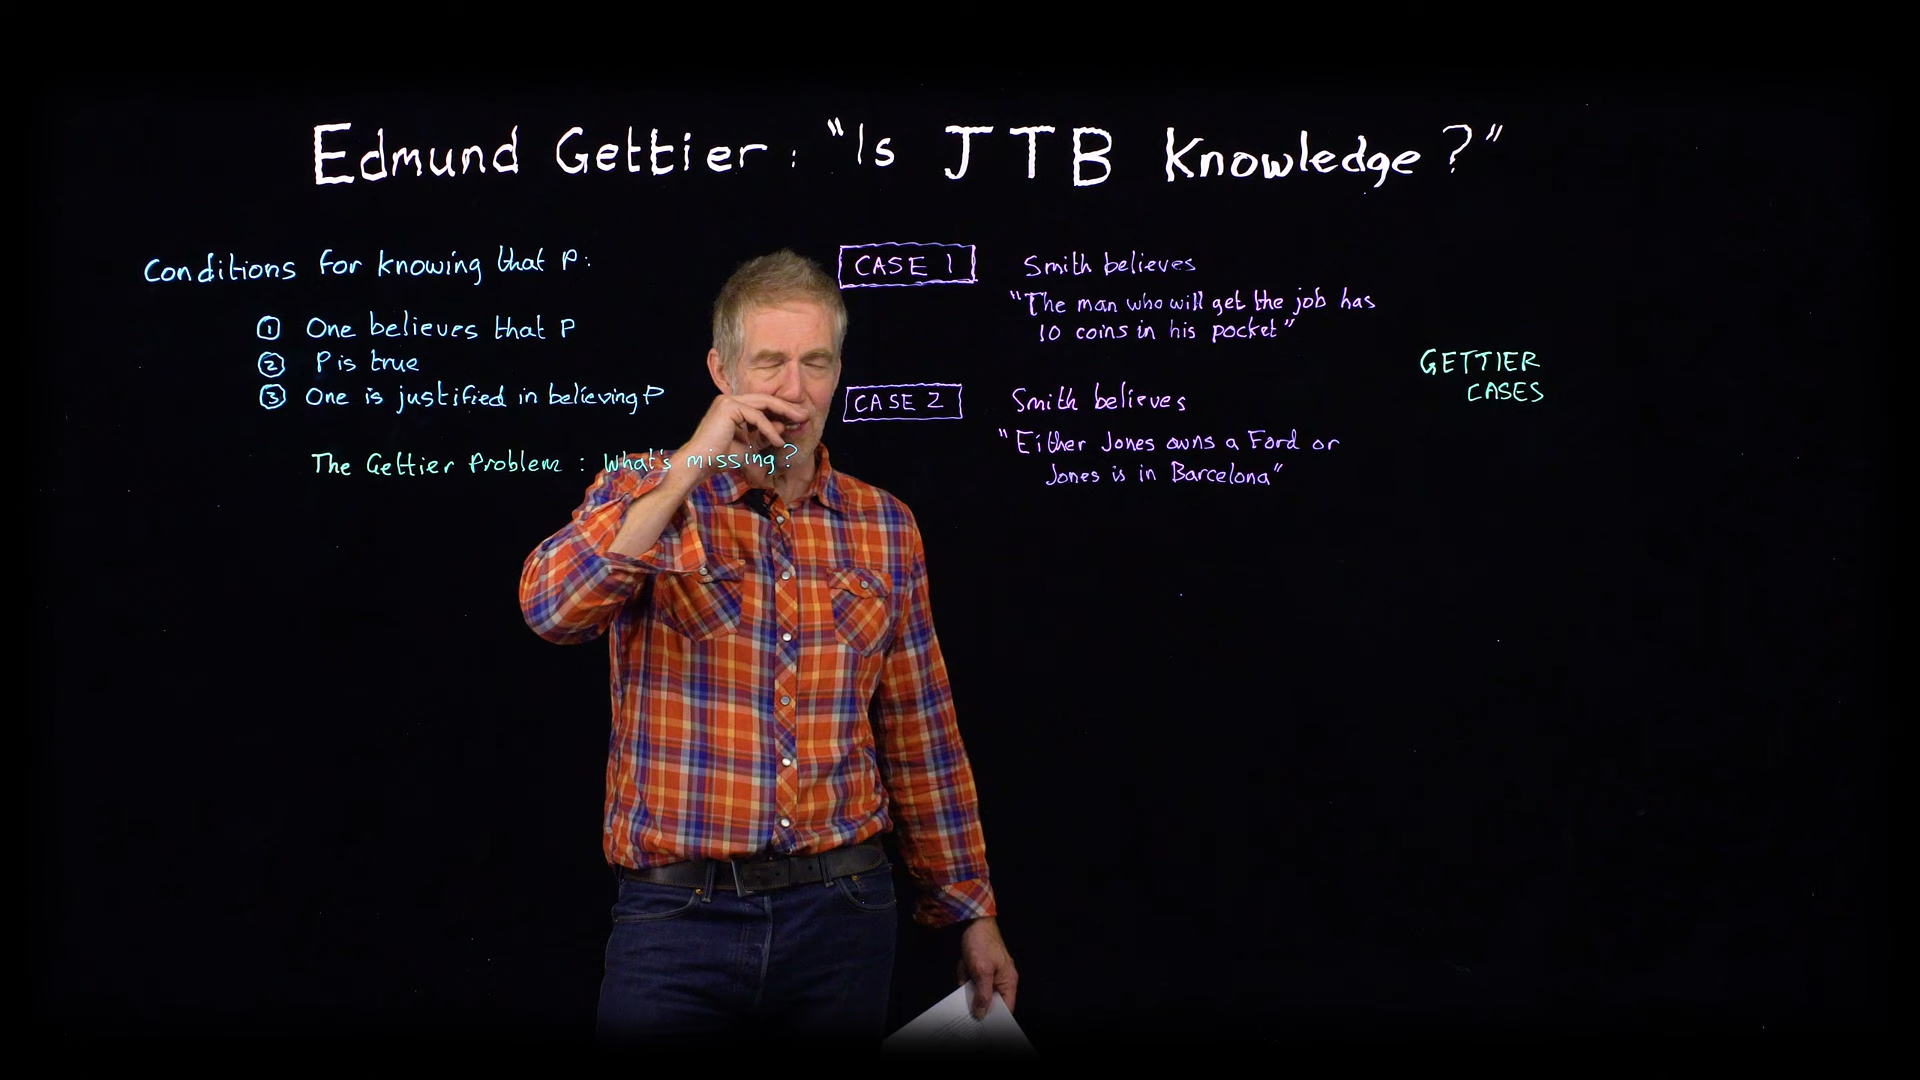 Edmund Gettier: "Is JTB Knowledge?"
Conditions for knowing that P:
① One believes that P
② P is true
③ One is justified in believing P
The Gettier Problem: What's missing?
CASE 1
Smith believes
"The man who will get the job has
10 coins in his pocket"
CASE 2
Smith believes
"Either Jones owns a Ford or
Jones is in Barcelona"
GETTIER
CASES